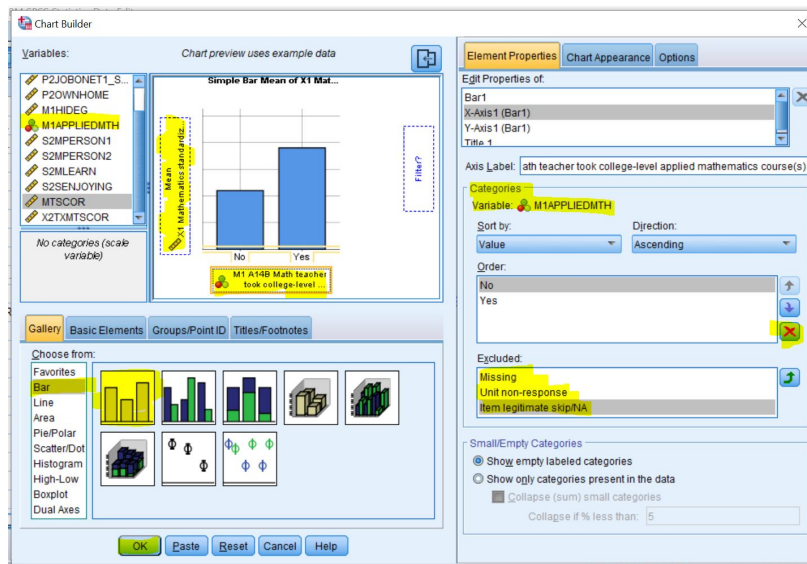 Chart Builder
Variables:
Chart preview uses example data
P2JOBONET1_S...
P2OWNHOME
M1HIDEG
M1APPLIEDMTH
S2MPERSON1
S2MPERSON2
S2MLEARN
S2SENJOYING
MTSCOR
X2TXMTSCOR
No categories (scale
variable)
Simple Bar Mean of X1 Mat...
Mean
X1 Mathematics standardiz...
Filter?
No Yes
M1 A14B Math teacher
took college-level ...
Gallery Basic Elements Groups/Point ID Titles/Footnotes
Choose from:
Favorites
Bar
Line
Area
Pie/Polar
Scatter/Dot
Histogram
High-Low
Boxplot
Dual Axes
OK Paste Reset Cancel Help
Element Properties Chart Appearance Options
Edit Properties of:
Bar1
X-Axis1 (Bar1)
Y-Axis1 (Bar1)
Title 1
Axis Label: ath teacher took college-level applied mathematics course(s)
Categories
Variable: M1APPLIEDMTH
Sort by: Direction:
Value Ascending
Order:
No
Yes
Excluded:
Missing
Unit non-response
Item legitimate skip/NA
Small/Empty Categories
Show empty labeled categories
Show only categories present in the data
Collapse (sum) small categories
Collapse if % less than: 5